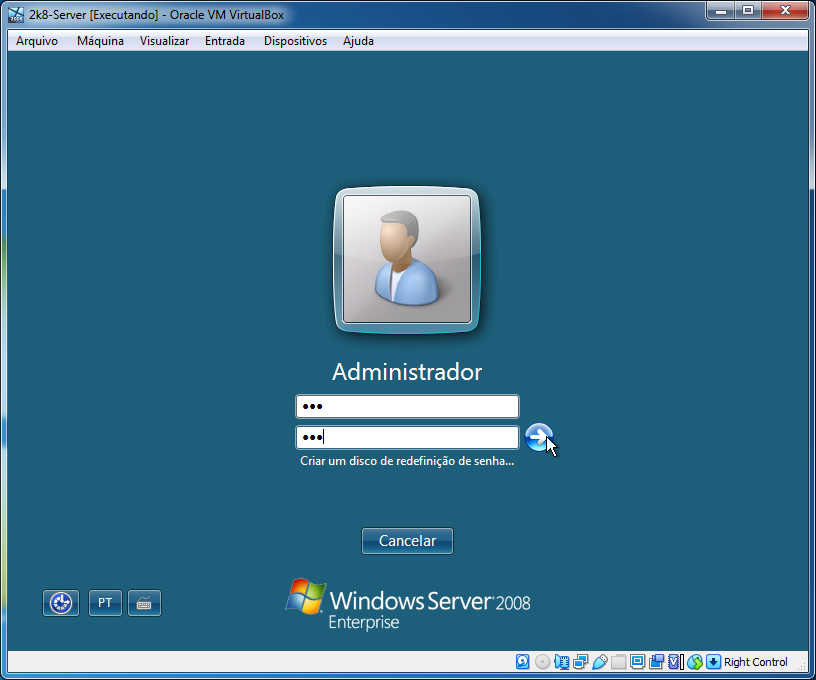 2k8-Server [Executando] - Oracle VM VirtualBox
Arquivo Máquina Visualizar Entrada Dispositivos Ajuda
Administrador
•••
•••
Criar um disco de redefinição de senha...
Cancelar
PT
Windows Server 2008
Enterprise
Right Control